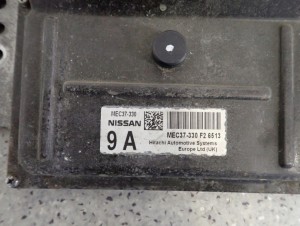 MEC37-330
NISSAN
9 A
MEC37-330 F2 6513
Hitachi Automotive Systems
Europe Ltd (UK)